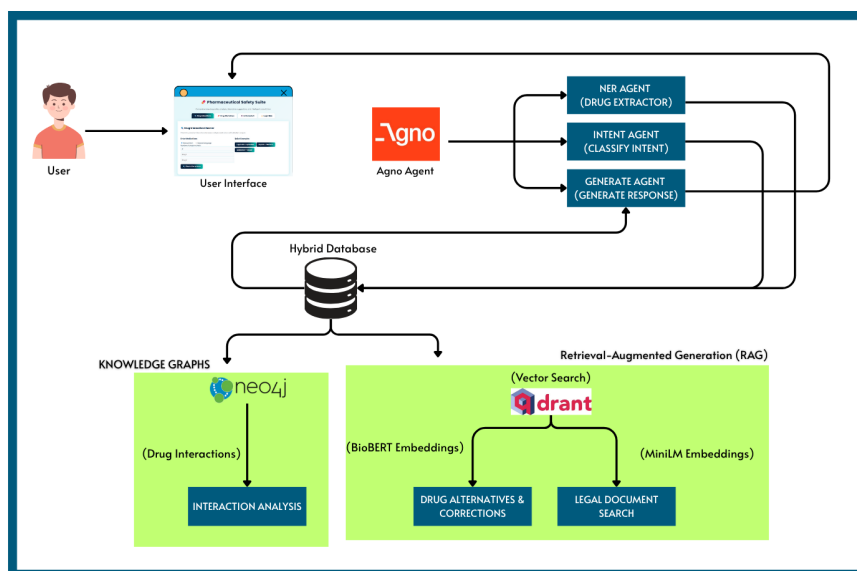 Pharmaceutical Safety Suite
User
User Interface
Agno
Agno Agent
NER AGENT
(DRUG EXTRACTOR)
INTENT AGENT
(CLASSIFY INTENT)
GENERATE AGENT
(GENERATE RESPONSE)
Hybrid Database
KNOWLEDGE GRAPHS
neo4j
(Drug Interactions)
INTERACTION ANALYSIS
Retrieval-Augmented Generation (RAG)
(Vector Search)
qdrant
(BioBERT Embeddings)
(MiniLM Embeddings)
DRUG ALTERNATIVES &
CORRECTIONS
LEGAL DOCUMENT
SEARCH